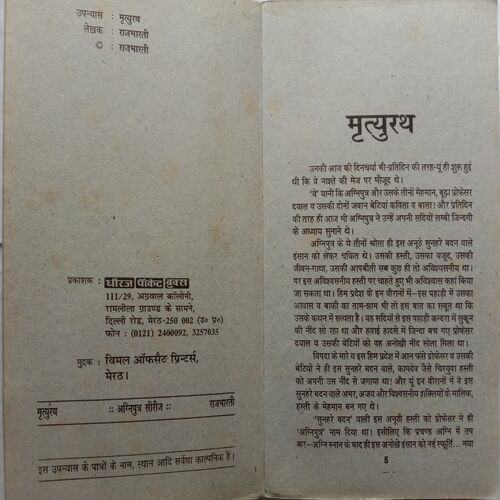 उपन्यास : मृत्युरथ
लेखक : राजभारती
© : राजभारती
प्रकाशक : धीरज पॉकेट बुक्स
111/29, अग्रवाल कॉलोनी,
रामलीला ग्राउण्ड के सामने,
दिल्ली रोड, मेरठ-250 002 (उ० प्र०)
फोन : (0121) 2400092, 3257035
मुद्रक : विमल ऑफसैट प्रिन्टर्स,
मेरठ।
मृत्युरथ :: अग्निपुत्र सीरीज :: राजभारती
इस उपन्यास के पात्रों के नाम, स्थान आदि सर्वथा काल्पनिक हैं।
मृत्युरथ
उनकी आज की दिनचर्या भी-प्रतिदिन की तरह-यूं ही शुरू हुई
थी कि वे नाश्ते की मेज पर मौजूद थे।
'वे' यानी कि अग्निपुत्र और उसके तीनों मेहमान, बूढ़ा प्रोफेसर
दयाल व उसकी दोनों जवान बेटियां कविता व बाला! और प्रतिदिन
की तरह ही आज भी अग्निपुत्र ने उन्हें अपनी सदियों लम्बी जिन्दगी
के अध्याय सुनाने थे।
अग्निपुत्र के ये तीनों श्रोता ही इस अनूठे सुनहरे बदन वाले
इंसान को लेकर चकित थे। उसकी हस्ती, उसका वजूद, उसकी
जीवन-गाथा, उसकी आपबीती सब कुछ ही तो अविश्वसनीय था।
पर इस अविश्वसनीय हस्ती पर चाहते हुए भी अविश्वास कहां किया
जा सकता था। हिम प्रदेश के इन वीरानों में—इस पहाड़ी में उसका
आवास व बाकी का ताम-झाम भी तो इस बात का सबूत था कि
उसके कथन में सत्यता है। वह सदियों से इस पहाड़ी कन्दरा में सुकून
की नींद सो रहा था और हवाई हादसे में जिन्दा बच गए प्रोफेसर
दयाल व उसकी बेटियों को वह अनोखी नींद सोता मिला था।
विपदा के मारे व इस हिम प्रदेश में आन फंसे प्रोफेसर व उसकी
बेटियों ने ही इस सुनहरे बदन वाले, कामदेव जैसे चिरयुवा हस्ती
को अपनी उस नींद से जगाया था! और यूं इन वीरानों में वे इस
सुनहरे बदन वाले अमर, अजय और विश्वसनीय शक्तियों के मालिक,
हस्ती के मेहमान बन गए थे।
'सुनहरे बदन' वाली इस अनूठी हस्ती को प्रोफेसर ने ही
'अग्निपुत्र' नाम दिया था। इसीलिए कि प्रचण्ड अग्नि में तप
कर—अग्नि स्नान के बाद ही इस अनोखे इंसान को नई स्फूर्ति... नया
5